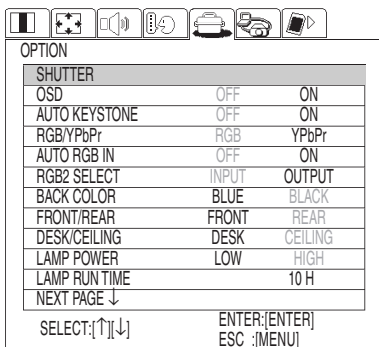 OPTION
SHUTTER
OSD OFF ON
AUTO KEYSTONE OFF ON
RGB/YPbPr RGB YPbPr
AUTO RGB IN OFF ON
RGB2 SELECT INPUT OUTPUT
BACK COLOR BLUE BLACK
FRONT/REAR FRONT REAR
DESK/CEILING DESK CEILING
LAMP POWER LOW HIGH
LAMP RUN TIME 10 H
NEXT PAGE ↓
SELECT:[↑][↓] ENTER:[ENTER]
ESC :[MENU]